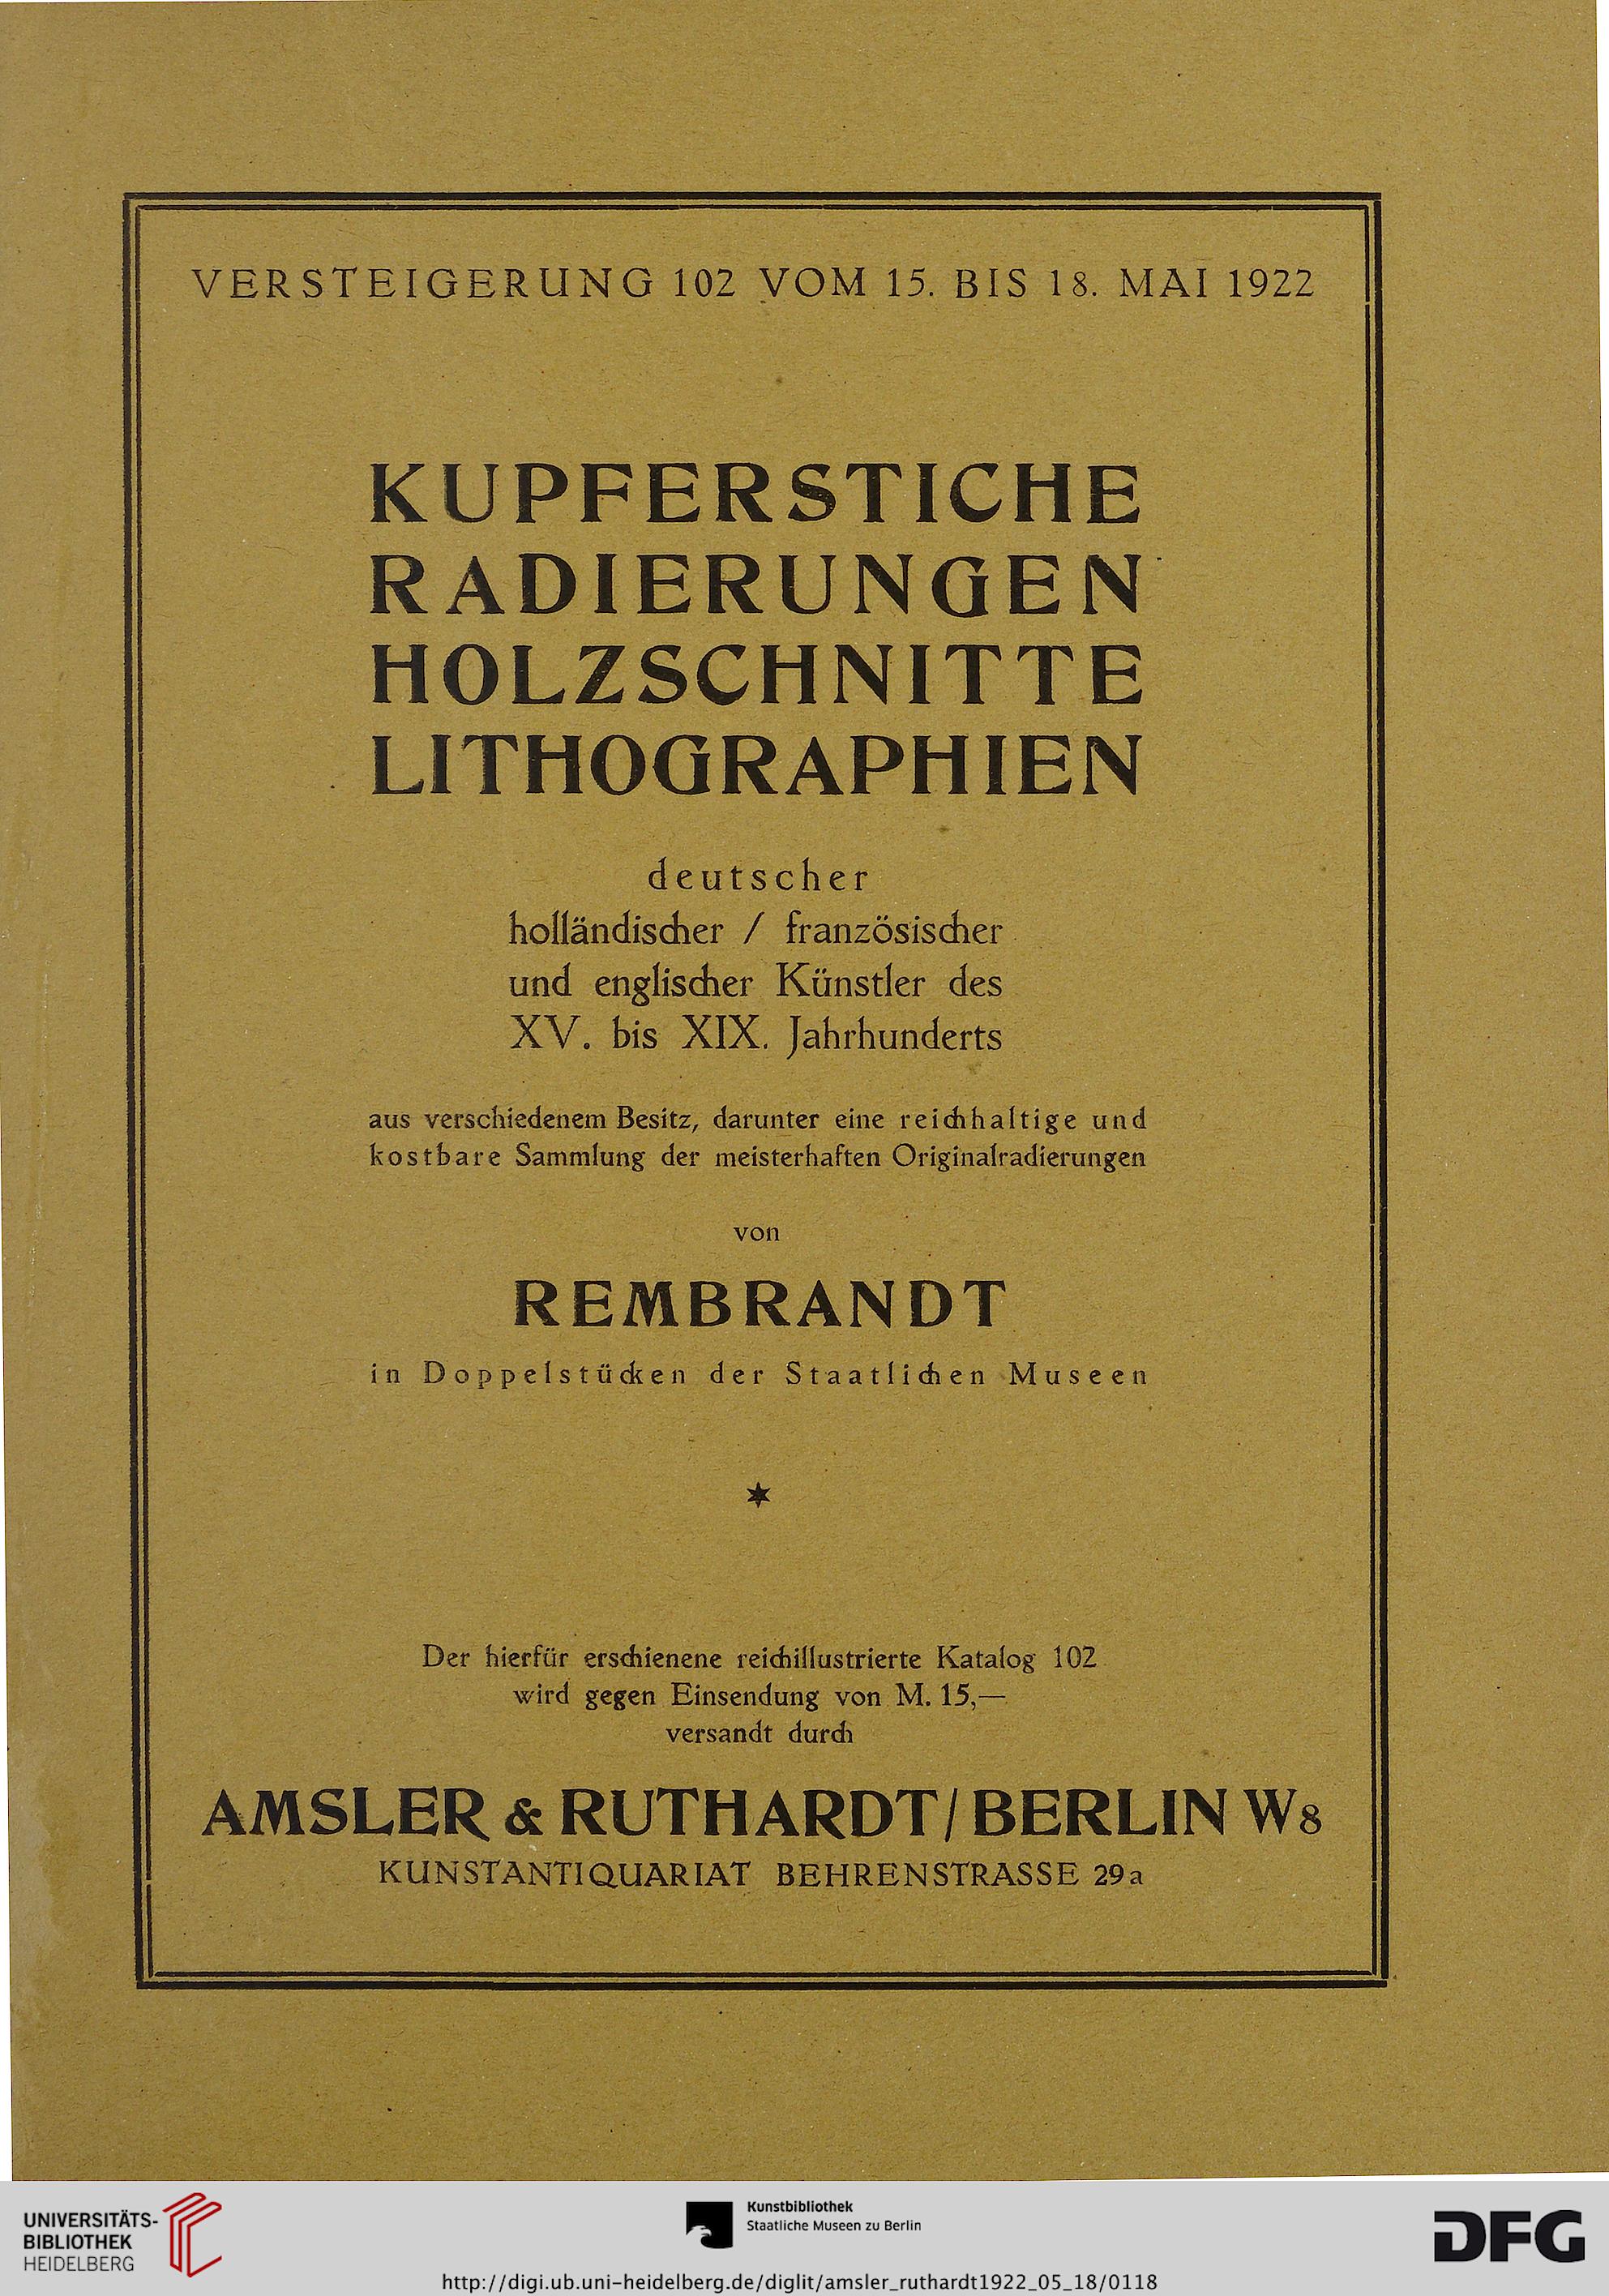 VERSTEIGERUNG 102 VOM 15. BIS 18. MAI 1922
KUPFERSTICHE
RADIERUNGEN
HOLZSCHNITTE
LITHOGRAPHIEN
deutscher
holländischer / französischer
und englischer Künstler des
XV. bis XIX. Jahrhunderts
aus verschiedenem Besitz, darunter eine reichhaltige und
kostbare Sammlung der meisterhaften Originalradierungen
von
REMBRANDT
in Doppelstücken der Staatlichen Museen
Der hierfür erschienene reichillustrierte Katalog 102
wird gegen Einsendung von M. 15,—
versandt durch
AMSLER & RUTHARDT / BERLIN W8
KUNSTANTIQUARIAT BEHRENSTRASSE 29a
UNIVERSITÄTS-
BIBLIOTHEK
HEIDELBERG
Kunstbibliothek
Staatliche Museen zu Berlin
DFG
http://digi.ub.uni-heidelberg.de/diglit/amsler_ruthardt1922_05_18/0118